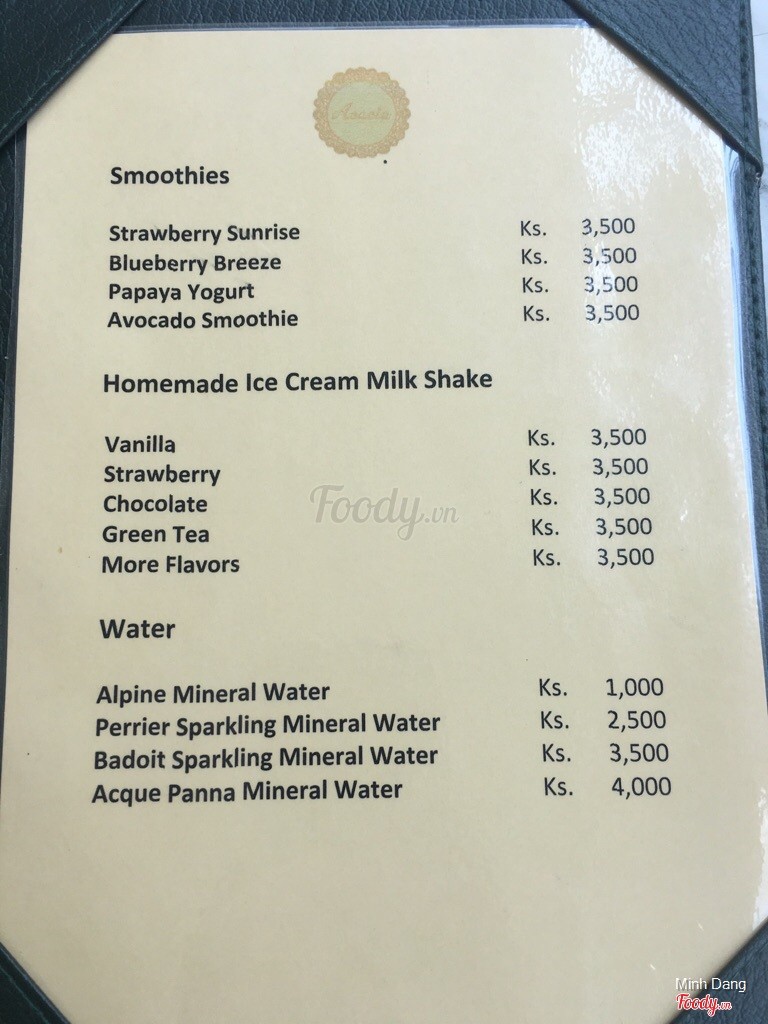 Acacia
Smoothies
Strawberry Sunrise Ks. 3,500
Blueberry Breeze Ks. 3,500
Papaya Yogurt Ks. 3,500
Avocado Smoothie Ks. 3,500
Homemade Ice Cream Milk Shake
Vanilla Ks. 3,500
Strawberry Ks. 3,500
Chocolate Ks. 3,500
Foody.vn
Green Tea Ks. 3,500
More Flavors Ks. 3,500
Water
Alpine Mineral Water Ks. 1,000
Perrier Sparkling Mineral Water Ks. 2,500
Badoit Sparkling Mineral Water Ks. 3,500
Acque Panna Mineral Water Ks. 4,000
Minh Dang
Foody.vn